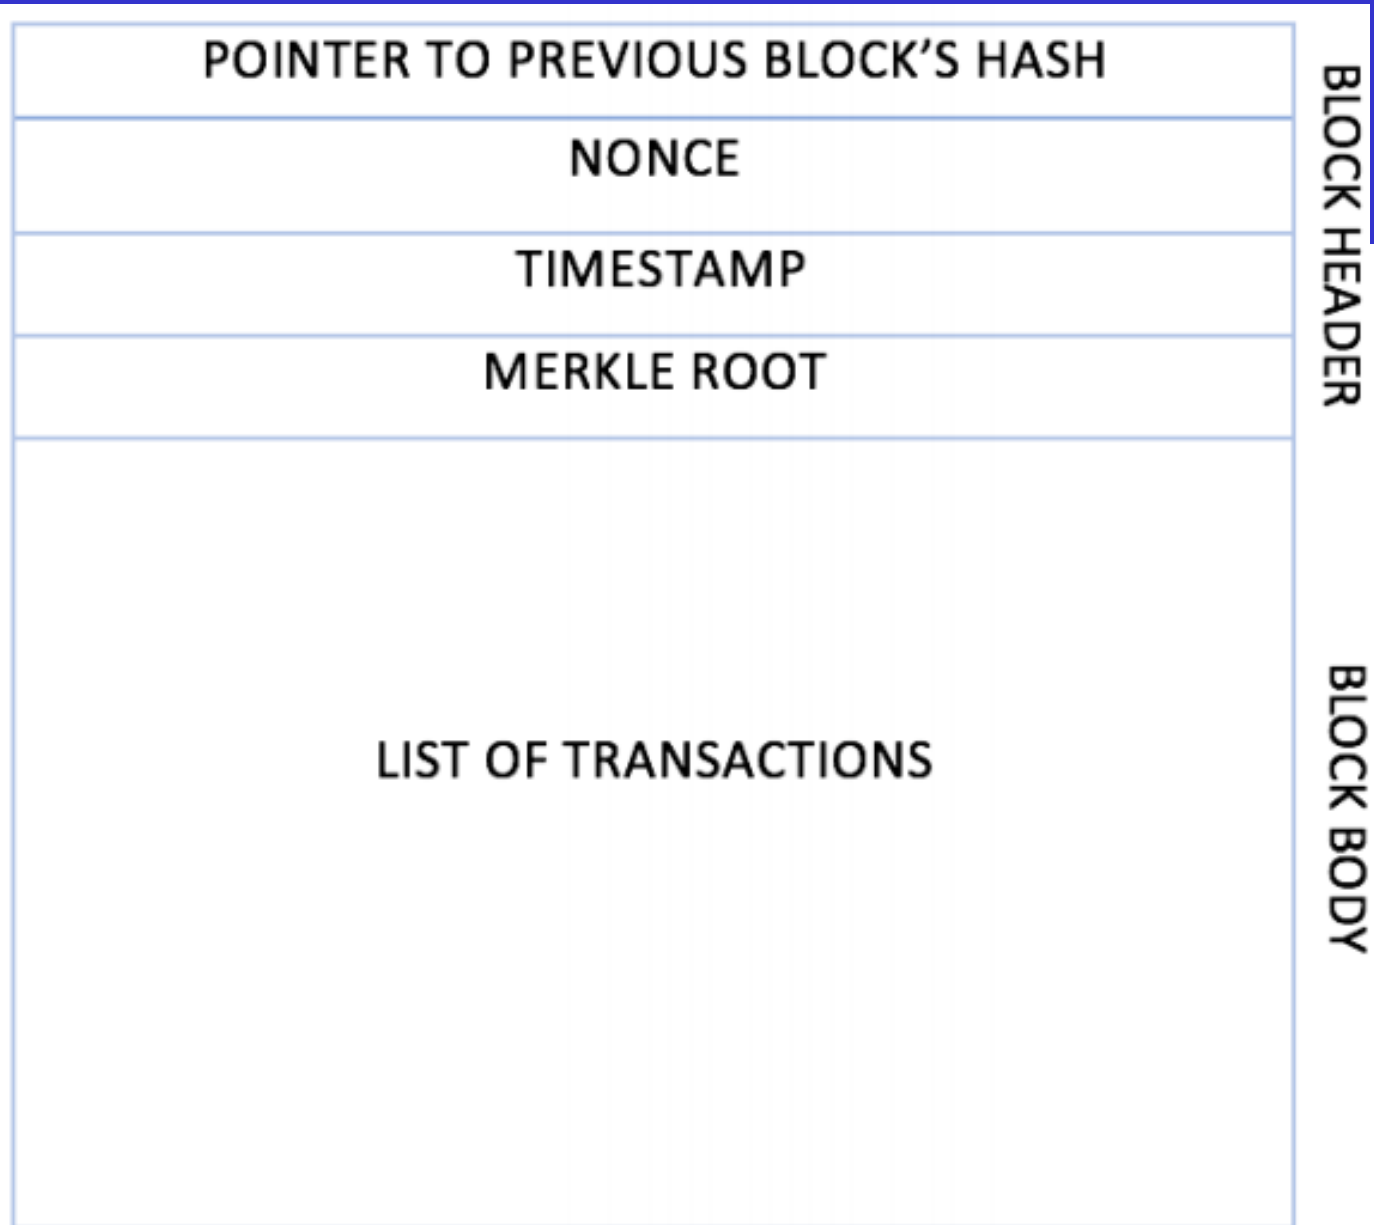 POINTER TO PREVIOUS BLOCK’S HASH
NONCE
TIMESTAMP
MERKLE ROOT
BLOCK HEADER
LIST OF TRANSACTIONS
BLOCK BODY